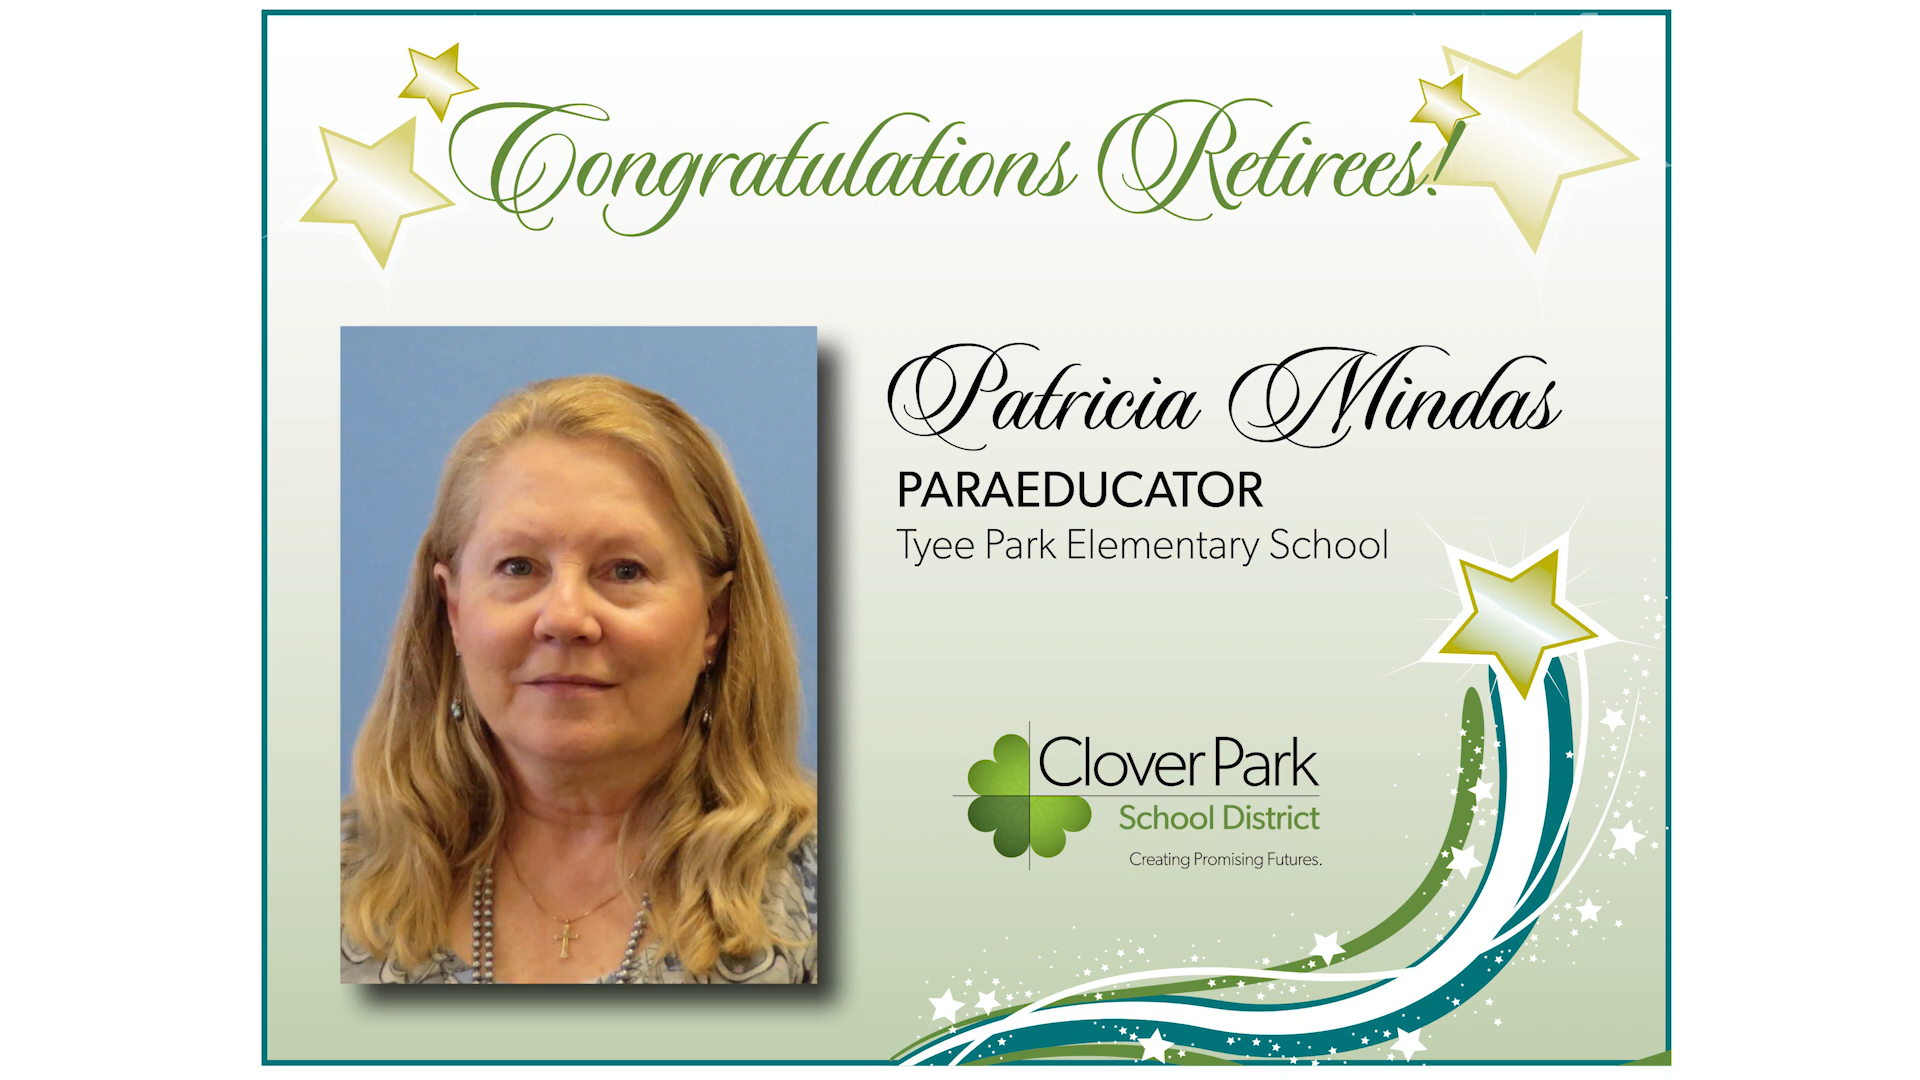 Congratulations Retirees!
Patricia Mindas
PARAEDUCATOR
Tyee Park Elementary School
Clover Park
School District
Creating Promising Futures.